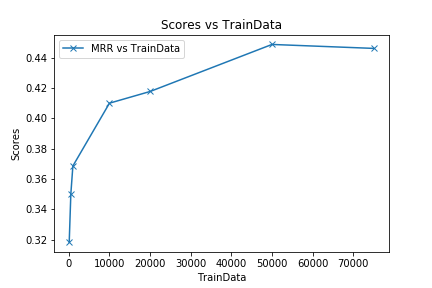 Scores vs TrainData
MRR vs TrainData
0.44
0.42
0.40
0.38
0.36
0.34
0.32
Scores
0 10000 20000 30000 40000 50000 60000 70000
TrainData